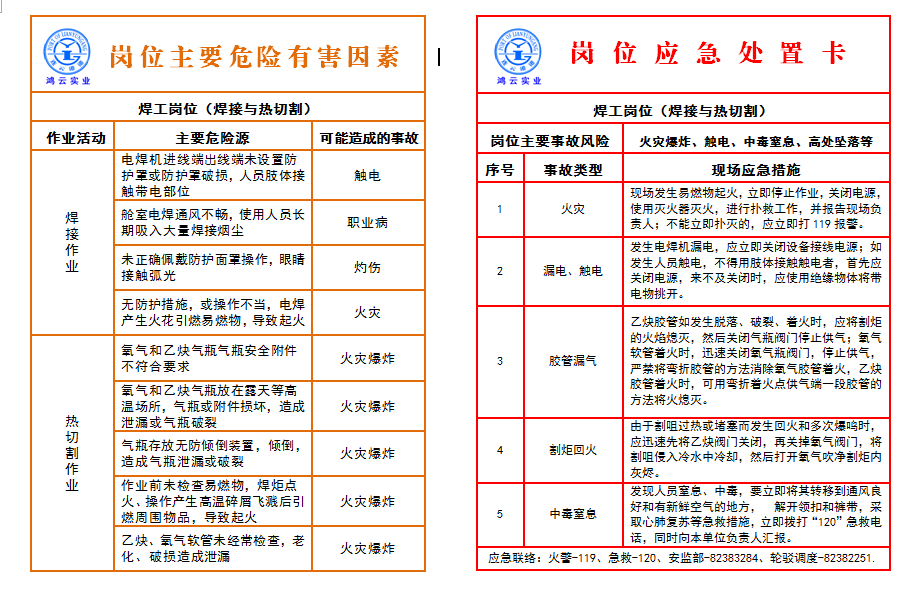 PORT OF LIANYUNGANG
鸿云实业
岗位主要危险有害因素
焊工岗位（焊接与热切割）
作业活动 主要危险源 可能造成的事故
焊接作业
电焊机进线端出线端未设置防
护罩或防护罩破损，人员肢体接
触带电部位
触电
舱室电焊通风不畅，使用人员长
期吸入大量焊接烟尘
职业病
未正确佩戴防护面罩操作，眼睛
接触弧光
灼伤
无防护措施，或操作不当，电焊
产生火花引燃易燃物，导致起火
火灾
热切割作业
氧气和乙炔气瓶气瓶安全附件
不符合要求
火灾爆炸
氧气和乙炔气瓶放在露天等高
温场所，气瓶或附件损坏，造成
泄漏或气瓶破裂
火灾爆炸
气瓶存放无防倾倒装置，倾倒，
造成气瓶泄漏或破裂
火灾爆炸
作业前未检查易燃物，焊炬点
火、操作产生高温碎屑飞溅后引
燃周围物品，导致起火
火灾爆炸
乙炔、氧气软管未经常检查，老
化、破损造成泄漏
火灾爆炸
PORT OF LIANYUNGANG
鸿云实业
岗位应急处置卡
焊工岗位（焊接与热切割）
岗位主要事故风险 火灾爆炸、触电、中毒窒息、高处坠落等
序号 事故类型 现场应急措施
1 火灾
现场发生易燃物起火，立即停止作业，关闭电源，
使用灭火器灭火，进行扑救工作，并报告现场负
责人；不能立即扑灭的，应立即打119报警。
2 漏电、触电
发生电焊机漏电，应立即关闭设备接线电源；如
发生人员触电，不得用肢体接触触电者，首先应
关闭电源，来不及关闭时，应使用绝缘物体将带
电物挑开。
3 胶管漏气
乙炔胶管如发生脱落、破裂、着火时，应将割炬
的火焰熄灭，然后关闭气瓶阀门停止供气；氧气
软管着火时，迅速关闭氧气瓶阀门，停止供气，
严禁将弯折胶管的方法消除氧气胶管着火，乙炔
胶管着火时，可用弯折着火点供气端一段胶管的
方法将火熄灭。
4 割炬回火
由于割咀过热或堵塞而发生回火和多次爆鸣时，
应迅速先将乙炔阀门关闭，再关掉氧气阀门，将
割咀侵入冷水中冷却，然后打开氧气吹净割炬内
灰烬。
5 中毒窒息
发现人员窒息、中毒，要立即将其转移到通风良
好和有新鲜空气的地方， 解开领扣和裤带，采
取心肺复苏等急救措施，立即拨打“120”急救电
话，同时向本单位负责人汇报。
应急联络：火警-119、急救-120、安监部-82383284、轮驳调度-82382251.